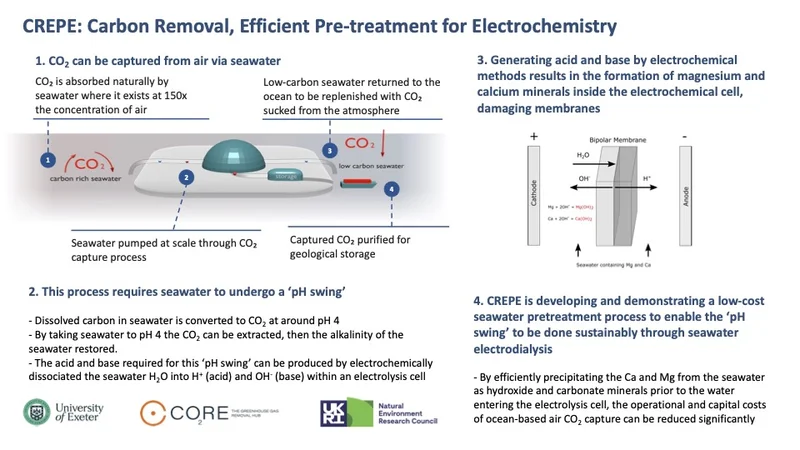 CREPE: Carbon Removal, Efficient Pre-treatment for Electrochemistry
1. CO₂ can be captured from air via seawater
CO₂ is absorbed naturally by
seawater where it exists at 150x
the concentration of air
Low-carbon seawater returned to the
ocean to be replenished with CO₂
sucked from the atmosphere
1
CO₂
carbon rich seawater
2
storage
3
CO₂
low carbon seawater
4
Seawater pumped at scale through CO₂
capture process
Captured CO₂ purified for
geological storage
2. This process requires seawater to undergo a ‘pH swing’
- Dissolved carbon in seawater is converted to CO₂ at around pH 4
- By taking seawater to pH 4 the CO₂ can be extracted, then the alkalinity of the
seawater restored.
- The acid and base required for this ‘pH swing’ can be produced by electrochemically
dissociated the seawater H₂O into H⁺ (acid) and OH⁻ (base) within an electrolysis cell
University
of Exeter
CO₂RE
THE GREENHOUSE GAS
REMOVAL HUB
UKRI
Natural
Environment
Research Council
3. Generating acid and base by electrochemical
methods results in the formation of magnesium and
calcium minerals inside the electrochemical cell,
damaging membranes
+
Bipolar Membrane
-
H₂O
OH⁻
H⁺
Cathode
Anode
Mg + 2OH⁻ = Mg(OH)₂
Ca + 2OH⁻ = Ca(OH)₂
Seawater containing Mg and Ca
4. CREPE is developing and demonstrating a low-cost
seawater pretreatment process to enable the ‘pH
swing’ to be done sustainably through seawater
electrodialysis
- By efficiently precipitating the Ca and Mg from the seawater
as hydroxide and carbonate minerals prior to the water
entering the electrolysis cell, the operational and capital costs
of ocean-based air CO₂ capture can be reduced significantly